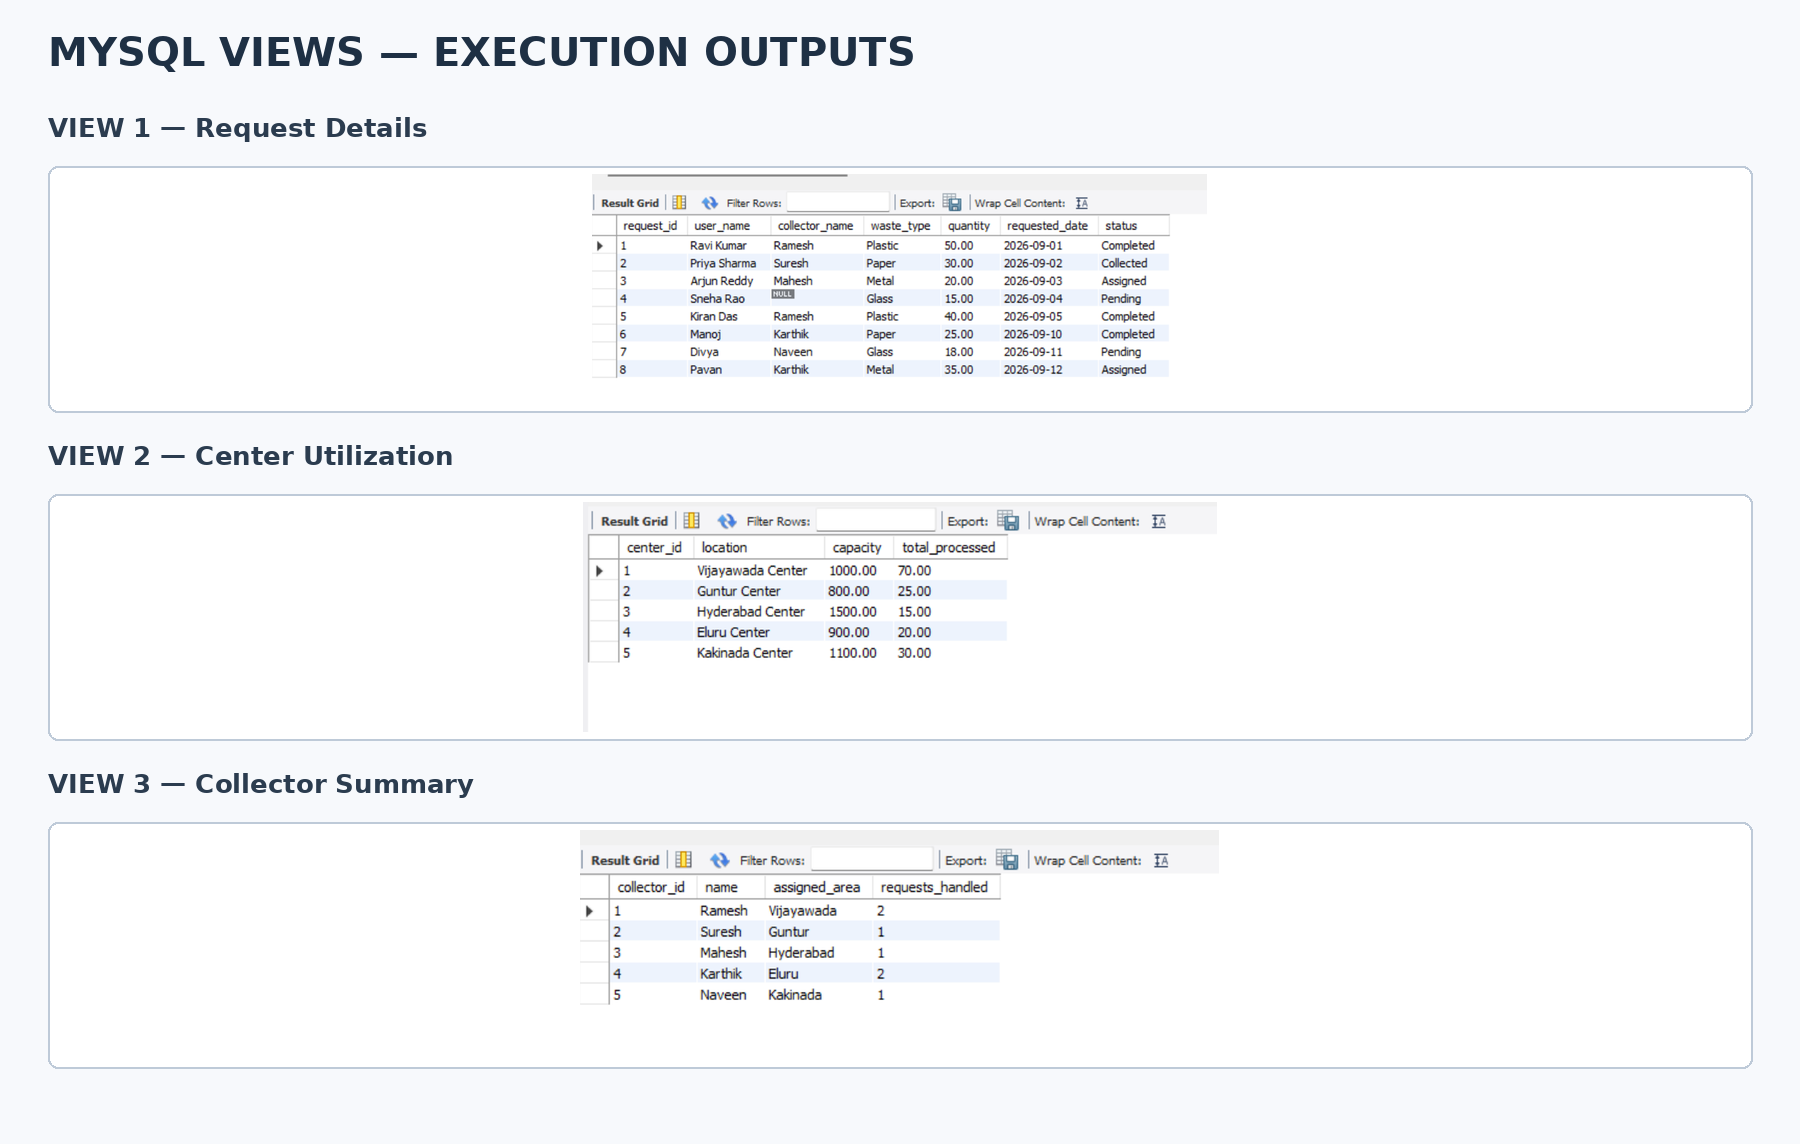 MYSQL VIEWS — EXECUTION OUTPUTS
VIEW 1 — Request Details
Result Grid Filter Rows: Export: Wrap Cell Content:
request_id user_name collector_name waste_type quantity requested_date status
1 Ravi Kumar Ramesh Plastic 50.00 2026-09-01 Completed
2 Priya Sharma Suresh Paper 30.00 2026-09-02 Collected
3 Arjun Reddy Mahesh Metal 20.00 2026-09-03 Assigned
4 Sneha Rao NULL Glass 15.00 2026-09-04 Pending
5 Kiran Das Ramesh Plastic 40.00 2026-09-05 Completed
6 Manoj Karthik Paper 25.00 2026-09-10 Completed
7 Divya Naveen Glass 18.00 2026-09-11 Pending
8 Pavan Karthik Metal 35.00 2026-09-12 Assigned
VIEW 2 — Center Utilization
Result Grid Filter Rows: Export: Wrap Cell Content:
center_id location capacity total_processed
1 Vijayawada Center 1000.00 70.00
2 Guntur Center 800.00 25.00
3 Hyderabad Center 1500.00 15.00
4 Eluru Center 900.00 20.00
5 Kakinada Center 1100.00 30.00
VIEW 3 — Collector Summary
Result Grid Filter Rows: Export: Wrap Cell Content:
collector_id name assigned_area requests_handled
1 Ramesh Vijayawada 2
2 Suresh Guntur 1
3 Mahesh Hyderabad 1
4 Karthik Eluru 2
5 Naveen Kakinada 1